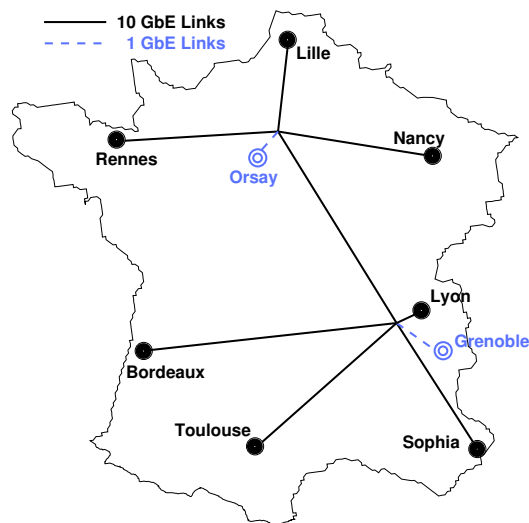 10 GbE Links
1 GbE Links
Lille
Nancy
Rennes
Orsay
Lyon
Grenoble
Bordeaux
Toulouse
Sophia